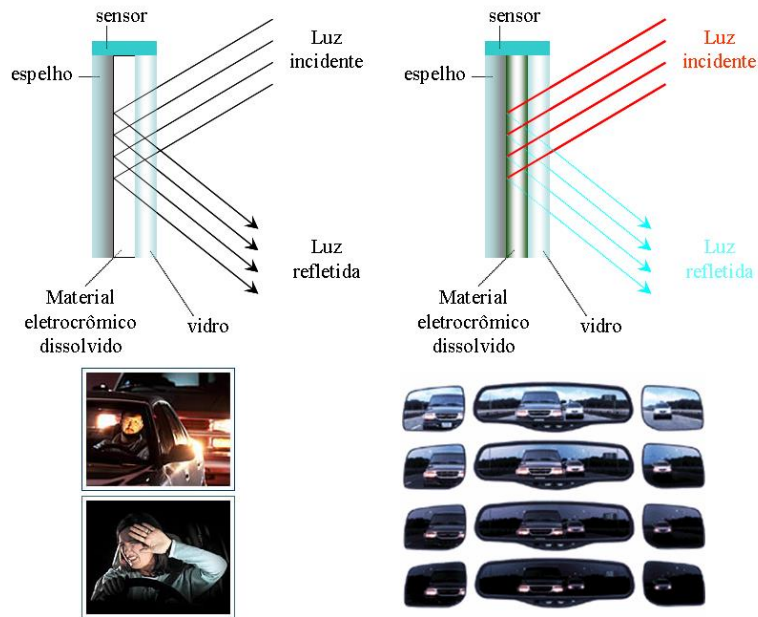 sensor
espelho
Luz
incidente
Luz
refletida
Material
eletrocrômico
dissolvido
vidro
sensor
espelho
Luz
incidente
Luz
refletida
Material
eletrocrômico
dissolvido
vidro